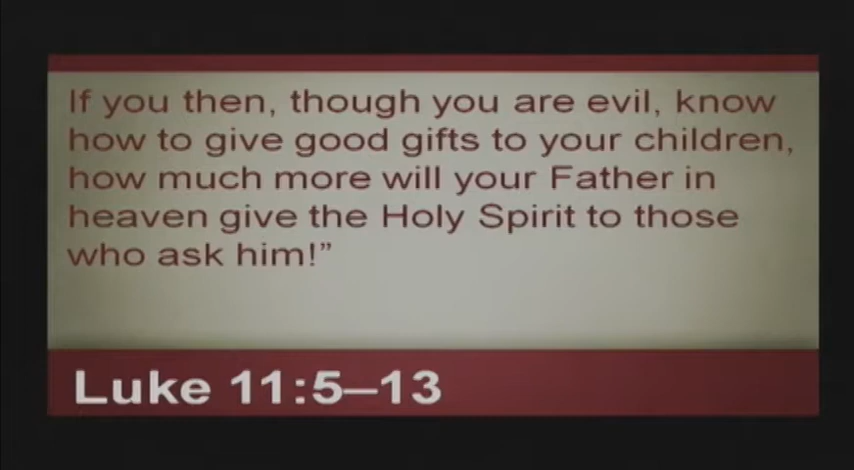 If you then, though you are evil, know
how to give good gifts to your children,
how much more will your Father in
heaven give the Holy Spirit to those
who ask him!”
Luke 11:5–13